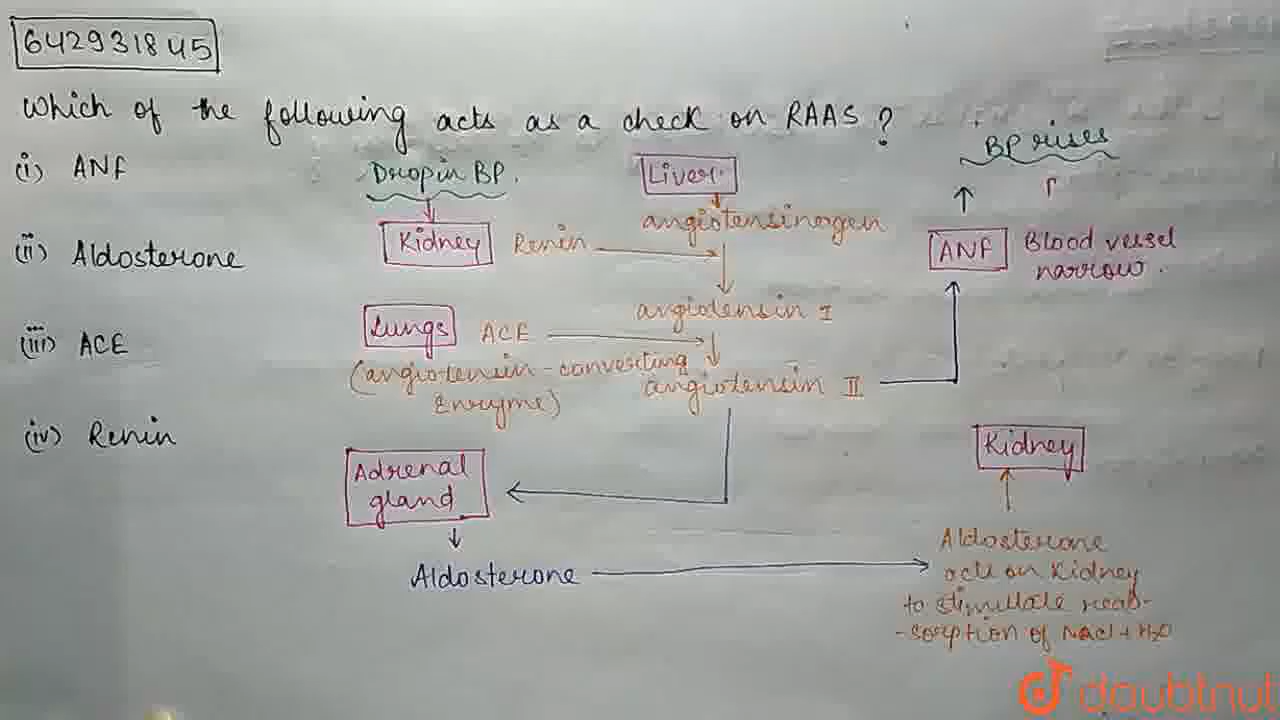 642931845
Which of the following acts as a check on RAAS ?
(i) ANF
(ii) Aldosterone
(iii) ACE
(iv) Renin
Drop in BP.
Kidney
Renin
Liver.
angiotensinogen
angiotensin I
Lungs
ACE
(angiotensin-converting
Enzyme)
angiotensin II
BP rises
ANF
Blood vessel
narrow.
Adrenal
gland
Aldosterone
Kidney
Aldosterone
acts on Kidney
to stimulate reab-
-sorption of NaCl + H2O
doubtnut